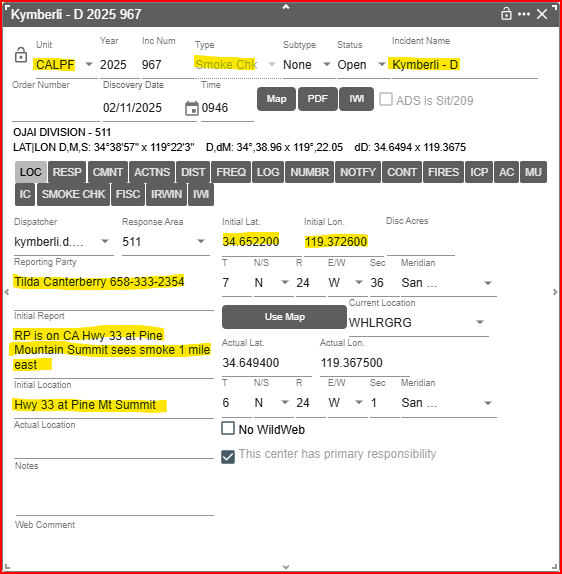 Kymberli - D 2025 967
Unit Year Inc Num Type Subtype Status Incident Name
CALPF 2025 967 Smoke Chk None Open Kymberli - D
Order Number Discovery Date Time
02/11/2025 0946 Map PDF IWI ADS is Sit/209
OJAI DIVISION - 511
LAT|LON D,M,S: 34°38'57" x 119°22'3" D,dM: 34°,38.96 x 119°,22.05 dD: 34.6494 x 119.3675
LOC RESP CMNT ACTNS DIST FREQ LOG NUMBR NOTFY CONT FIRES ICP AC MU
IC SMOKE CHK FISC IRWIN IWI
Dispatcher Response Area Initial Lat. Initial Lon. Disc Acres
kymberli.d.... 511 34.652200 119.372600
Reporting Party T N/S R E/W Sec Meridian
Tilda Canterberry 658-333-2354 7 N 24 W 36 San ...
Initial Report Use Map Current Location
WHLRGRG
RP is on CA Hwy 33 at Pine
Mountain Summit sees smoke 1 mile
east
Actual Lat. Actual Lon.
34.649400 119.367500
Initial Location T N/S R E/W Sec Meridian
Hwy 33 at Pine Mt Summit 6 N 24 W 1 San ...
Actual Location
No WildWeb
This center has primary responsibility
Notes
Web Comment